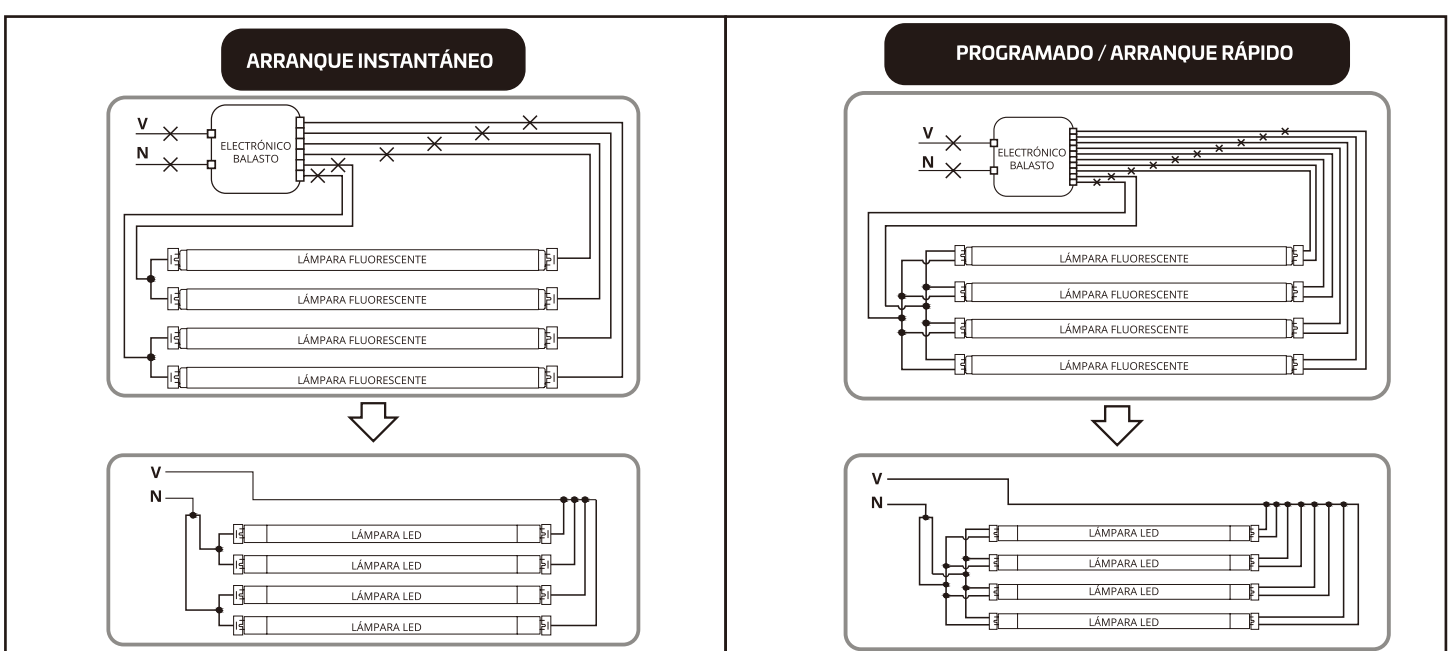 ARRANQUE INSTANTÁNEO
V
N
ELECTRÓNICO
BALASTO
LÁMPARA FLUORESCENTE
LÁMPARA FLUORESCENTE
LÁMPARA FLUORESCENTE
LÁMPARA FLUORESCENTE
V
N
LÁMPARA LED
LÁMPARA LED
LÁMPARA LED
LÁMPARA LED
PROGRAMADO / ARRANQUE RÁPIDO
V
N
ELECTRÓNICO
BALASTO
LÁMPARA FLUORESCENTE
LÁMPARA FLUORESCENTE
LÁMPARA FLUORESCENTE
LÁMPARA FLUORESCENTE
V
N
LÁMPARA LED
LÁMPARA LED
LÁMPARA LED
LÁMPARA LED